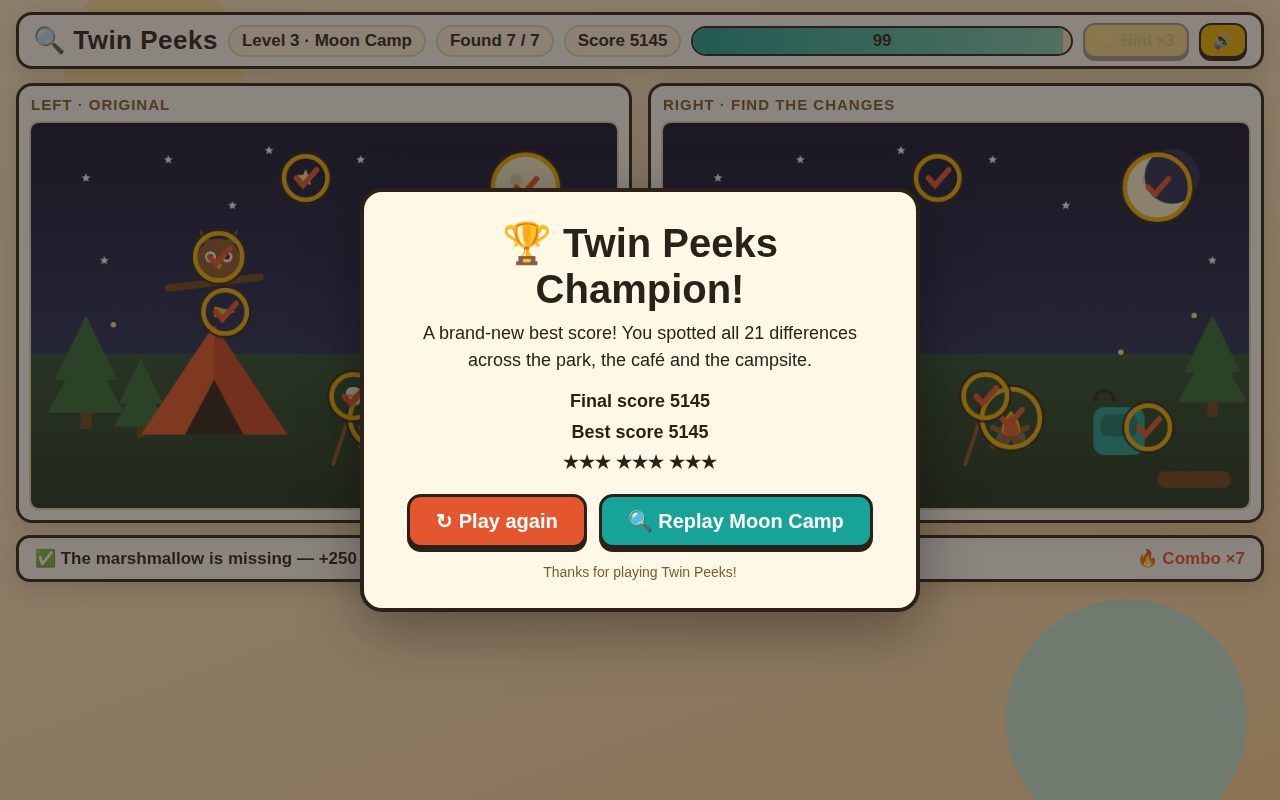 🔍 Twin Peeks
Level 3 · Moon Camp
Found 7 / 7
Score 5145
99
Hint ×3
LEFT · ORIGINAL
RIGHT · FIND THE CHANGES
🏆 Twin Peeks
Champion!
A brand-new best score! You spotted all 21 differences
across the park, the café and the campsite.
Final score 5145
Best score 5145
★★★ ★★★ ★★★
↻ Play again
🔍 Replay Moon Camp
Thanks for playing Twin Peeks!
✅ The marshmallow is missing — +250
🔥 Combo ×7